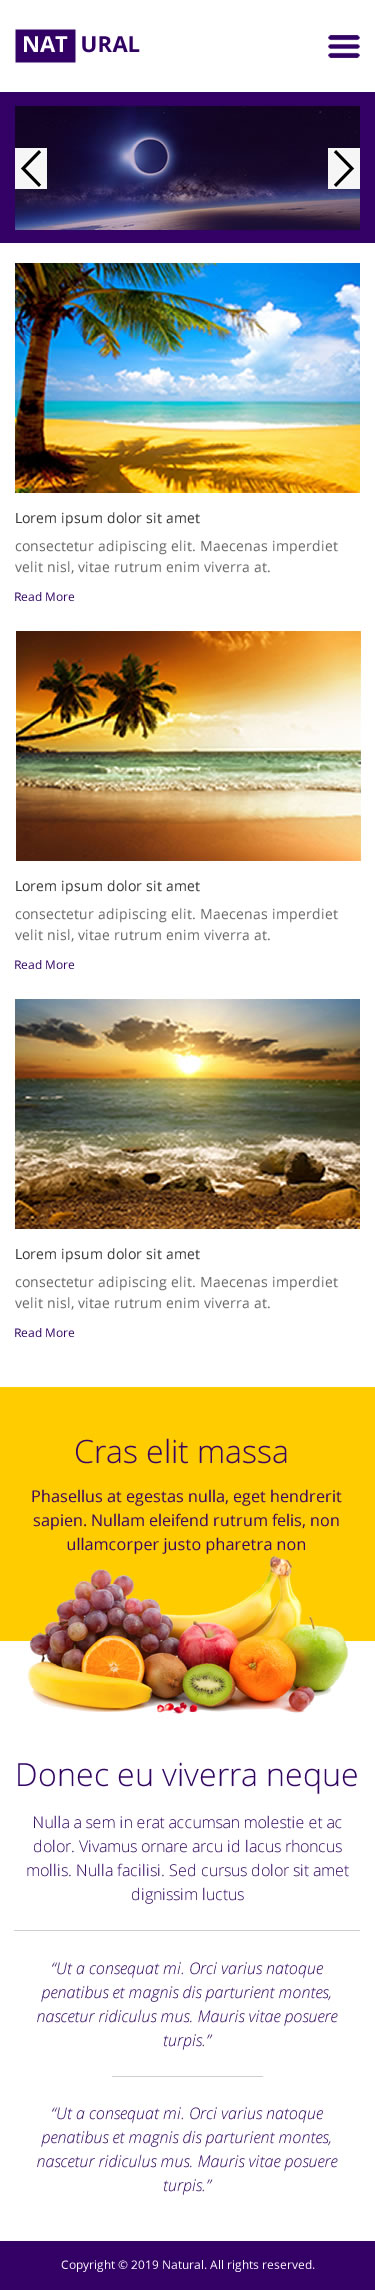 NAT URAL
Lorem ipsum dolor sit amet
consectetur adipiscing elit. Maecenas imperdiet
velit nisl, vitae rutrum enim viverra at.
Read More
Lorem ipsum dolor sit amet
consectetur adipiscing elit. Maecenas imperdiet
velit nisl, vitae rutrum enim viverra at.
Read More
Lorem ipsum dolor sit amet
consectetur adipiscing elit. Maecenas imperdiet
velit nisl, vitae rutrum enim viverra at.
Read More
Cras elit massa
Phasellus at egestas nulla, eget hendrerit
sapien. Nullam eleifend rutrum felis, non
ullamcorper justo pharetra non
Donec eu viverra neque
Nulla a sem in erat accumsan molestie et ac
dolor. Vivamus ornare arcu id lacus rhoncus
mollis. Nulla facilisi. Sed cursus dolor sit amet
dignissim luctus
“Ut a consequat mi. Orci varius natoque
penatibus et magnis dis parturient montes,
nascetur ridiculus mus. Mauris vitae posuere
turpis.”
“Ut a consequat mi. Orci varius natoque
penatibus et magnis dis parturient montes,
nascetur ridiculus mus. Mauris vitae posuere
turpis.”
Copyright © 2019 Natural. All rights reserved.